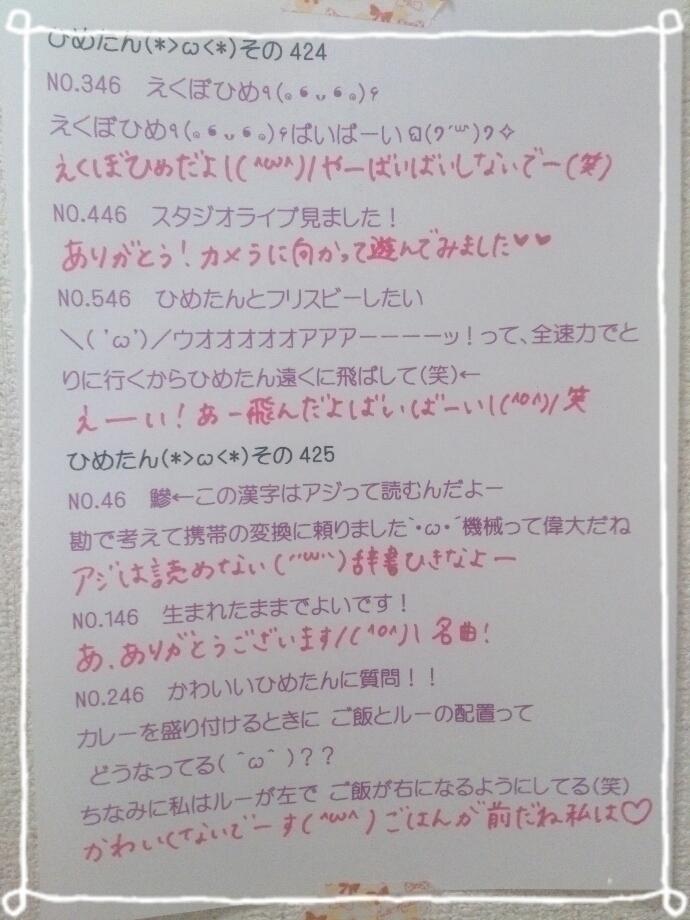 ひめたん(*>ω<*)その424
NO.346　えくぼひめ٩(｡•́‿•̀｡)۶
えくぼひめ٩(｡•́‿•̀｡)۶ばいばーいฅ(?´꒳`)?✧
えくぼひめだよ!(^ω^)/やーばいばいしないでー(笑)
NO.446　スタジオライブ見ました！
ありがとう!カメラに向かって遊んでみました♥♥
NO.546　ひめたんとフリスビーしたい
＼( 'ω')／ウオオオオオアアアーーーーッ！って、全速力でと
りに行くからひめたん遠くに飛ばして(笑)←
えーい！あー飛んだよばいばーい!(^o^)/笑
ひめたん(*>ω<*)その425
NO.46　鯵←この漢字はアジって読むんだよー
勘で考えて携帯の変換に頼りました`･ω･´機械って偉大だね
アジは読めない(´･ω･`)辞書ひきなよー
NO.146　生まれたままでよいです！
あ、ありがとうございます/(^o^)\名曲!
NO.246　かわいいひめたんに質問！！
カレーを盛り付けるときに ご飯とルーの配置って
どうなってる( ^ω^ )？？
ちなみに私はルーが左で ご飯が右になるようにしてる(笑)
かわいくないでーす(^ω^)ごはんが前だね私は♡